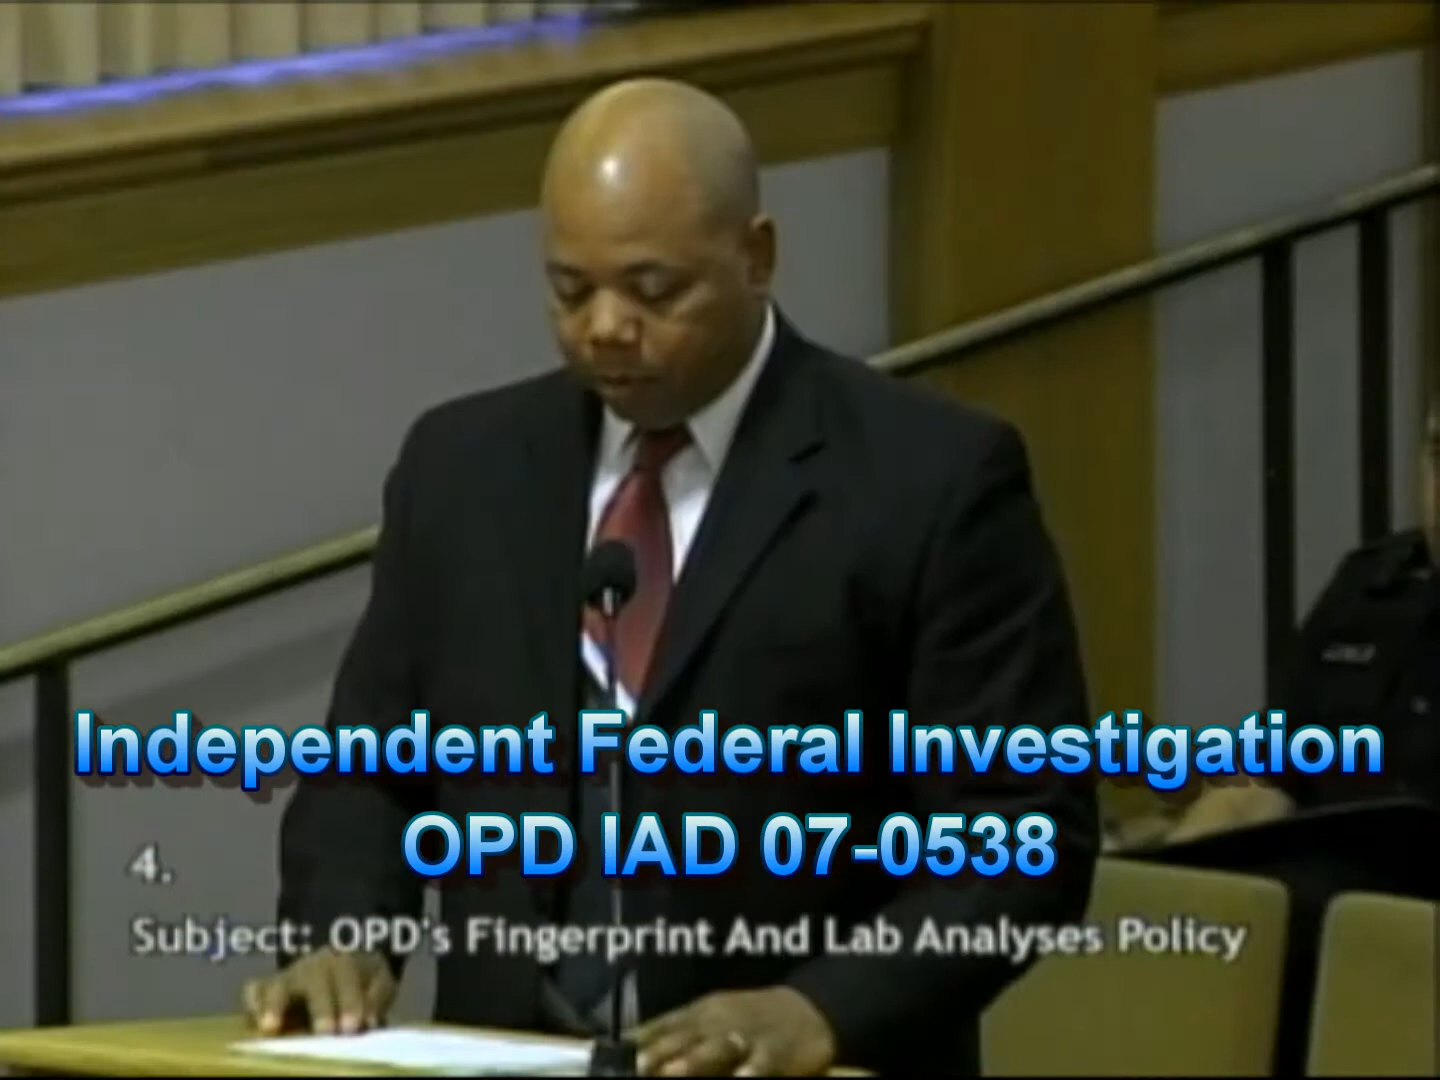 Independent Federal Investigation
OPD IAD 07-0538
4.
Subject: OPD's Fingerprint And Lab Analyses Policy